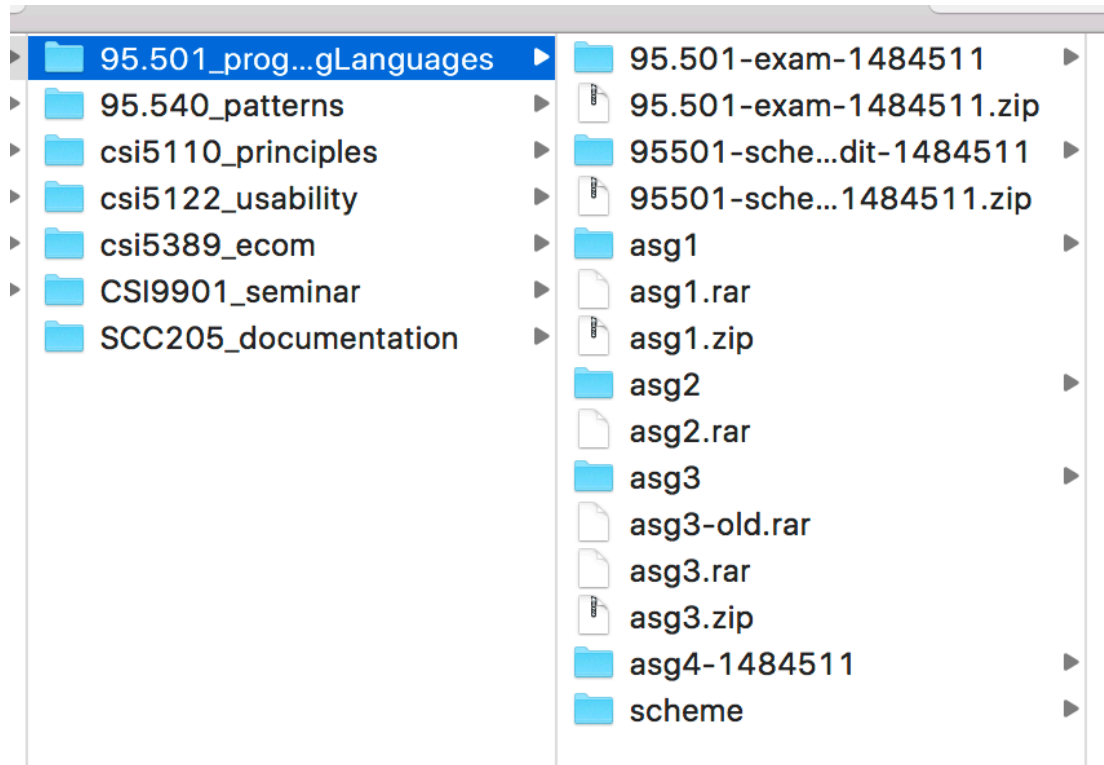 95.501_prog...gLanguages
95.540_patterns
csi5110_principles
csi5122_usability
csi5389_ecom
CSI9901_seminar
SCC205_documentation
95.501-exam-1484511
95.501-exam-1484511.zip
95501-sche...dit-1484511
95501-sche...1484511.zip
asg1
asg1.rar
asg1.zip
asg2
asg2.rar
asg3
asg3-old.rar
asg3.rar
asg3.zip
asg4-1484511
scheme